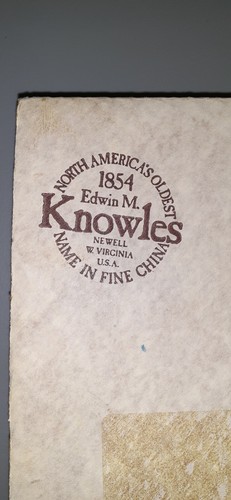 NORTH AMERICA'S OLDEST
1854
Edwin M.
Knowles
NEWELL
W. VIRGINIA
U.S.A.
NAME IN FINE CHINA